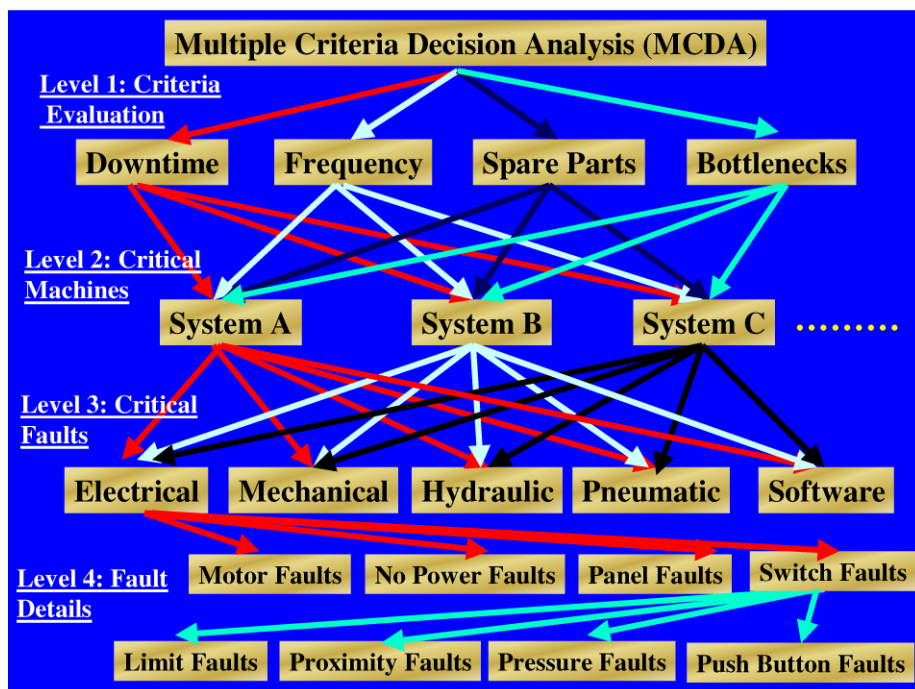 Multiple Criteria Decision Analysis (MCDA)
Level 1: Criteria
Evaluation
Downtime
Frequency
Spare Parts
Bottlenecks
Level 2: Critical
Machines
System A
System B
System C
.........
Level 3: Critical
Faults
Electrical
Mechanical
Hydraulic
Pneumatic
Software
Level 4: Fault
Details
Motor Faults
No Power Faults
Panel Faults
Switch Faults
Limit Faults
Proximity Faults
Pressure Faults
Push Button Faults